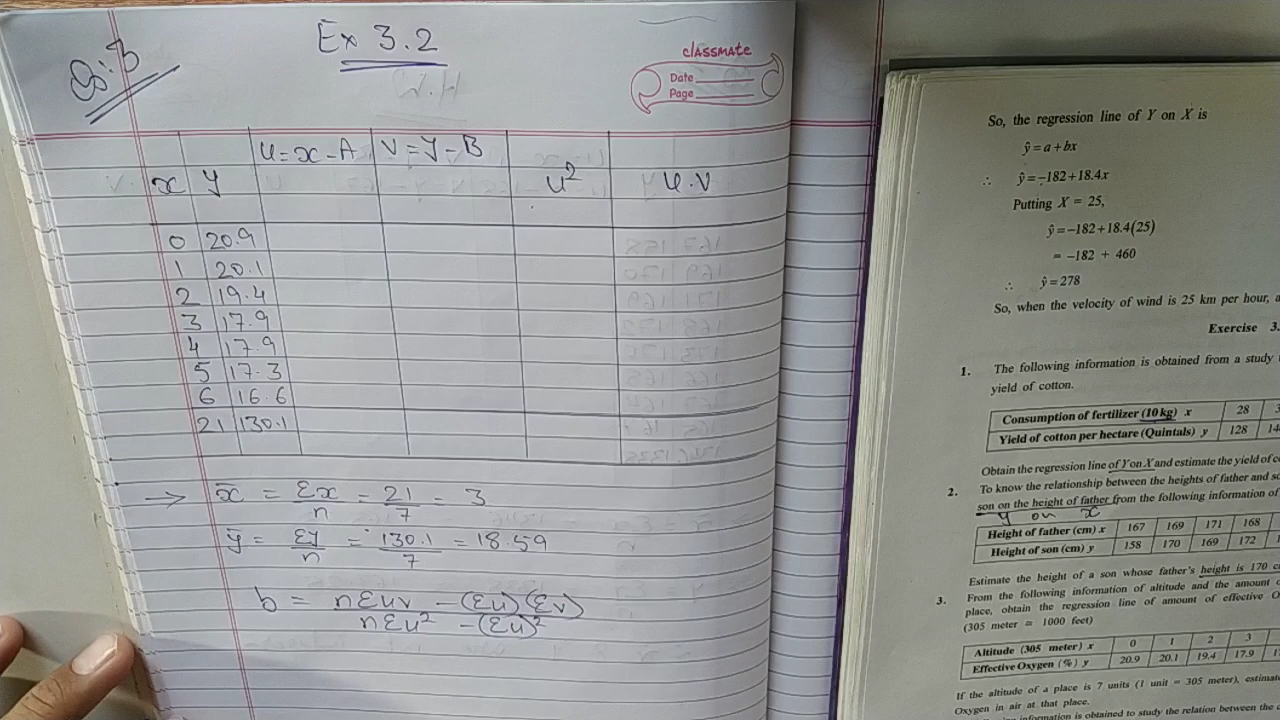 Q:3
Ex 3.2
classmate
Date
Page
u = x - A
v = y - B
x y u² u.v
0 20.9
1 20.1
2 19.4
3 17.9
4 17.9
5 17.3
6 16.6
21 130.1
→ x̄ = Σx/n = 21/7 = 3
ȳ = Σy/n = 130.1/7 = 18.59
b = nΣuv - (Σu)(Σv) / nΣu² - (Σu)²
So, the regression line of Y on X is
ŷ = a + bx
∴ ŷ = -182 + 18.4x
Putting X = 25,
ŷ = -182 + 18.4(25)
= -182 + 460
∴ ŷ = 278
So, when the velocity of wind is 25 km per hour,
Exercise 3.
1. The following information is obtained from a study
yield of cotton.
Consumption of fertilizer (10 kg) x 28
Yield of cotton per hectare (Quintals) y 128
Obtain the regression line of Y on X and estimate the yield of
2. To know the relationship between the heights of father and
son on the height of father from the following information of
y on x
Height of father (cm) x 167 169 171 168
Height of son (cm) y 158 170 169 172
Estimate the height of a son whose father's height is 170
3. From the following information of altitude and the amount
place, obtain the regression line of amount of effective
(305 meter = 1000 feet)
Altitude (305 meter) x 0 1 2 3
Effective Oxygen (%) y 20.9 20.1 19.4 17.9
If the altitude of a place is 7 units (1 unit = 305 meter),
Oxygen in air at that place.
information is obtained to study the relation between the